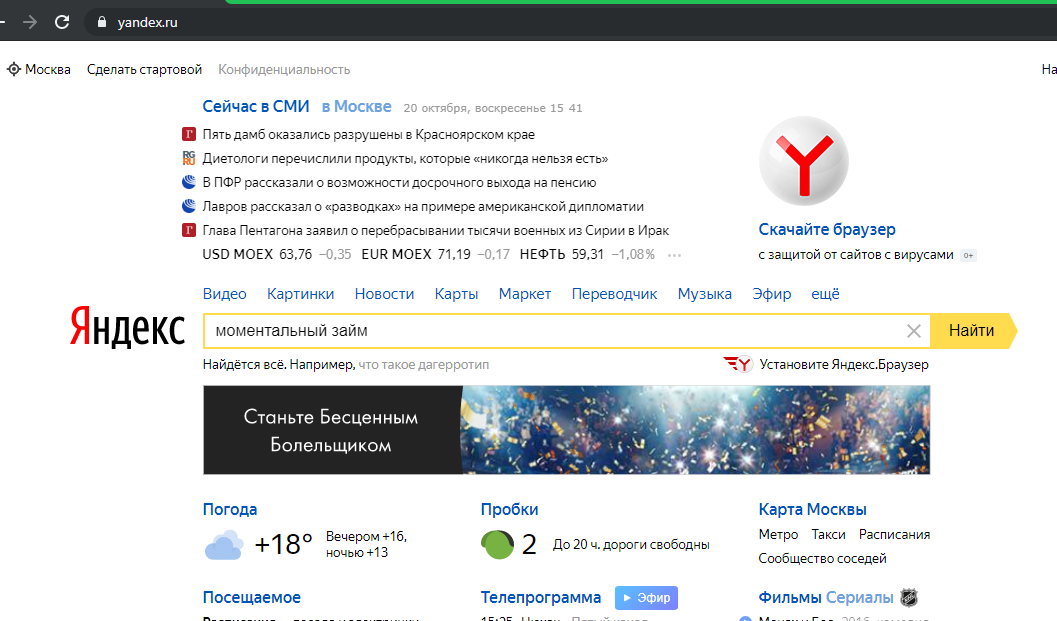 yandex.ru
Москва Сделать стартовой Конфиденциальность На
Сейчас в СМИ в Москве 20 октября, воскресенье 15 41
Пять дамб оказались разрушены в Красноярском крае
Диетологи перечислили продукты, которые «никогда нельзя есть»
В ПФР рассказали о возможности досрочного выхода на пенсию
Лавров рассказал о «разводках» на примере американской дипломатии
Глава Пентагона заявил о перебрасывании тысячи военных из Сирии в Ирак
USD MOEX 63,76 −0,35 EUR MOEX 71,19 −0,17 НЕФТЬ 59,31 −1,08% ···
Скачайте браузер
с защитой от сайтов с вирусами 0+
Видео Картинки Новости Карты Маркет Переводчик Музыка Эфир ещё
Яндекс моментальный займ Найти
Найдётся всё. Например, что такое дагерротип Установите Яндекс.Браузер
Станьте Бесценным
Болельщиком
Погода
+18° Вечером +16,
ночью +13
Пробки
2 До 20 ч. дороги свободны
Карта Москвы
Метро Такси Расписания
Сообщество соседей
Посещаемое
Телепрограмма Эфир
Фильмы Сериалы